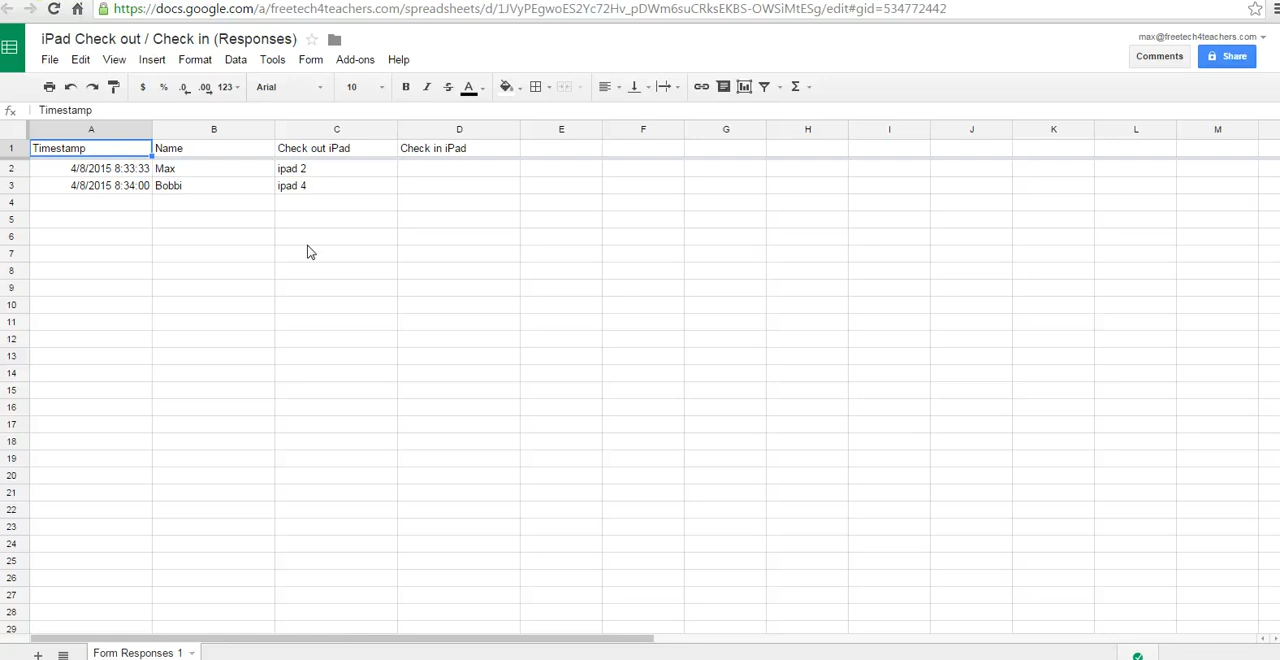 https://docs.google.com/a/freetech4teachers.com/spreadsheets/d/1JVyPEgwoES2Yc72Hv_pDWm6suCRksEKRS-OWSiMtESg/edit#gid=534772442
iPad Check out / Check in (Responses)
max@freetech4teachers.com
File Edit View Insert Format Data Tools Form Add-ons Help
Comments Share
$ % .0 .00 123 Arial 10 B I S A Σ
fx Timestamp
A B C D E F G H I J K L M
1 Timestamp Name Check out iPad Check in iPad
2 4/8/2015 8:33:33 Max ipad 2
3 4/8/2015 8:34:00 Bobbi ipad 4
4
5
6
7
8
9
10
11
12
13
14
15
16
17
18
19
20
21
22
23
24
25
26
27
28
29
+ Form Responses 1